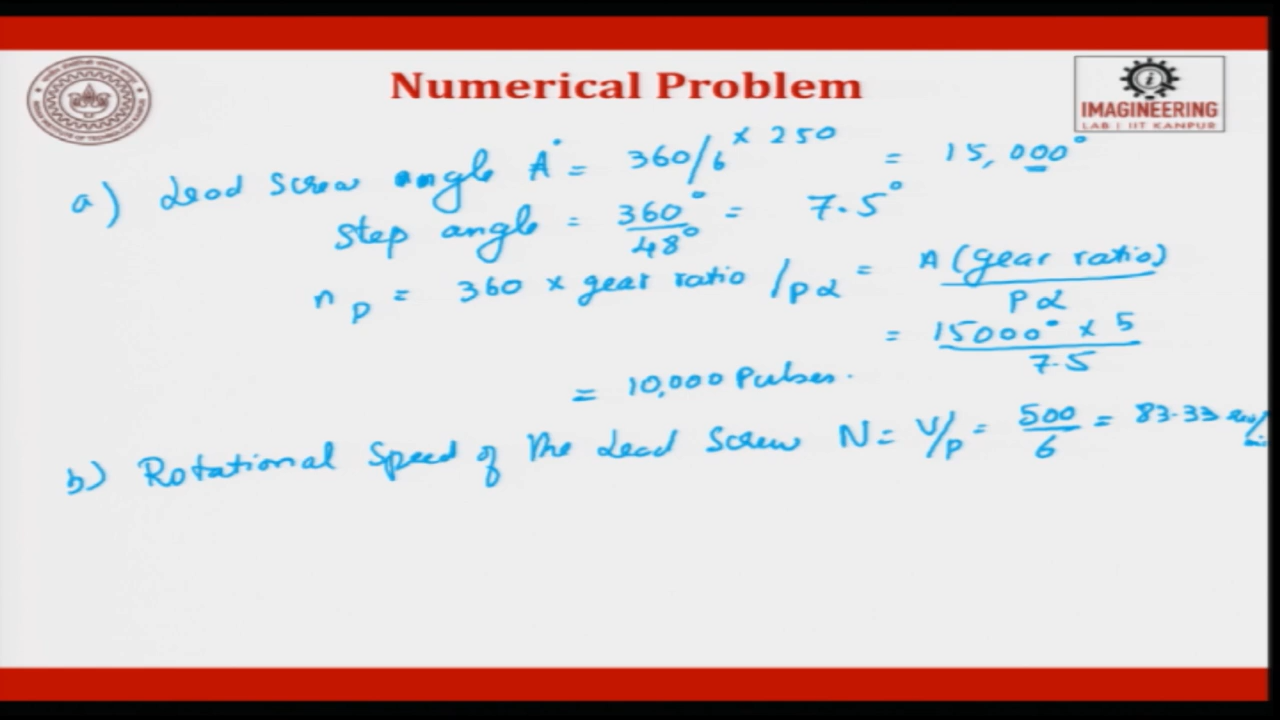 Numerical Problem
IMAGINEERING
LAB | IIT KANPUR
a) Lead Screw angle A° = 360/6 × 250 = 15,000°
Step angle = 360°/48° = 7.5°
n_p = 360 × gear ratio /pα = A (gear ratio)/pα
= 15000° × 5/7.5
= 10,000 Pulses.
b) Rotational Speed of the Lead Screw N = V/p = 500/6 = 83.33 rev/